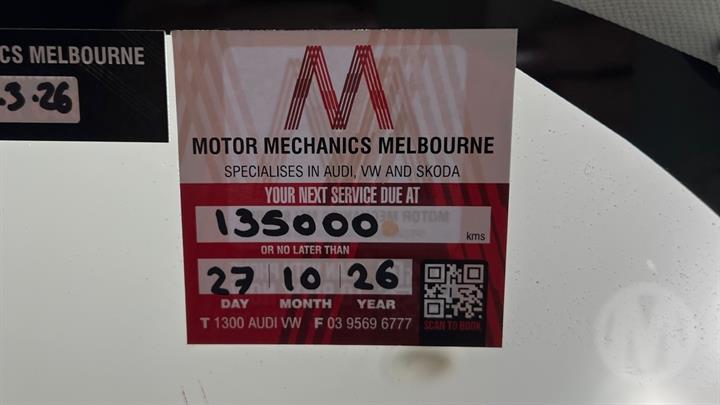 CS MELBOURNE
.3.26
M
MOTOR MECHANICS MELBOURNE
SPECIALISES IN AUDI, VW AND SKODA
YOUR NEXT SERVICE DUE AT
135000 kms
OR NO LATER THAN
27 10 26
DAY MONTH YEAR
T 1300 AUDI VW F 03 9569 6777
SCAN TO BOOK
M